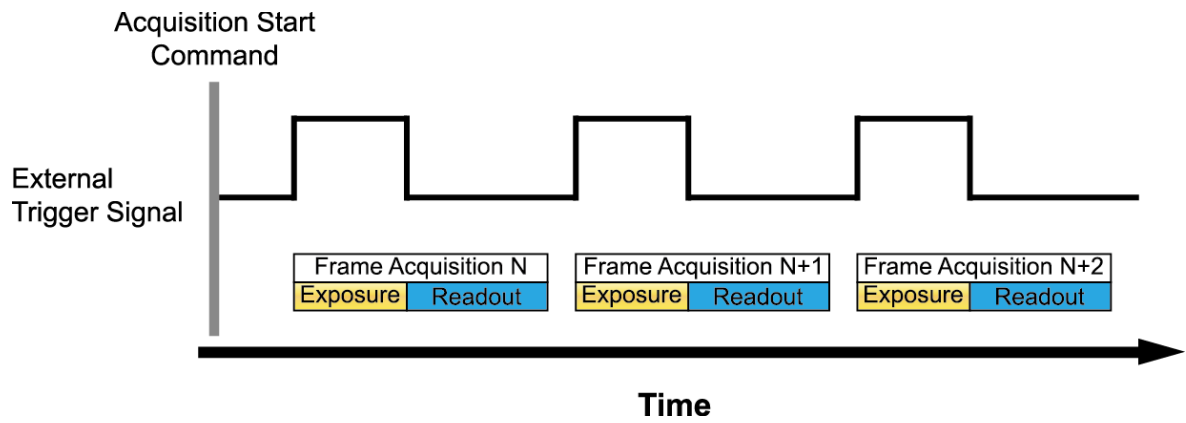 Acquisition Start
Command
External
Trigger Signal
Frame Acquisition N
Frame Acquisition N+1
Frame Acquisition N+2
Exposure
Readout
Exposure
Readout
Exposure
Readout
Time